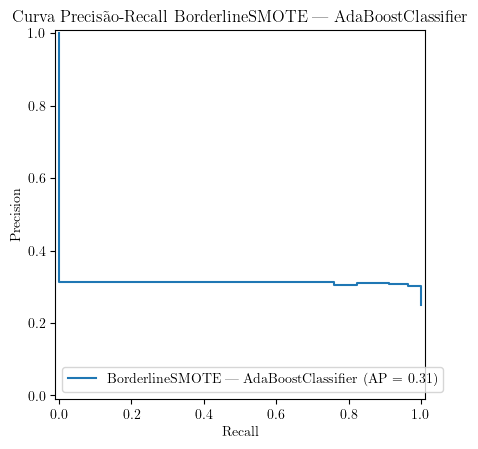 Curva Precisão-Recall BorderlineSMOTE — AdaBoostClassifier
1.0
0.8
0.6
0.4
0.2
0.0
Precision
BorderlineSMOTE — AdaBoostClassifier (AP = 0.31)
0.0 0.2 0.4 0.6 0.8 1.0
Recall